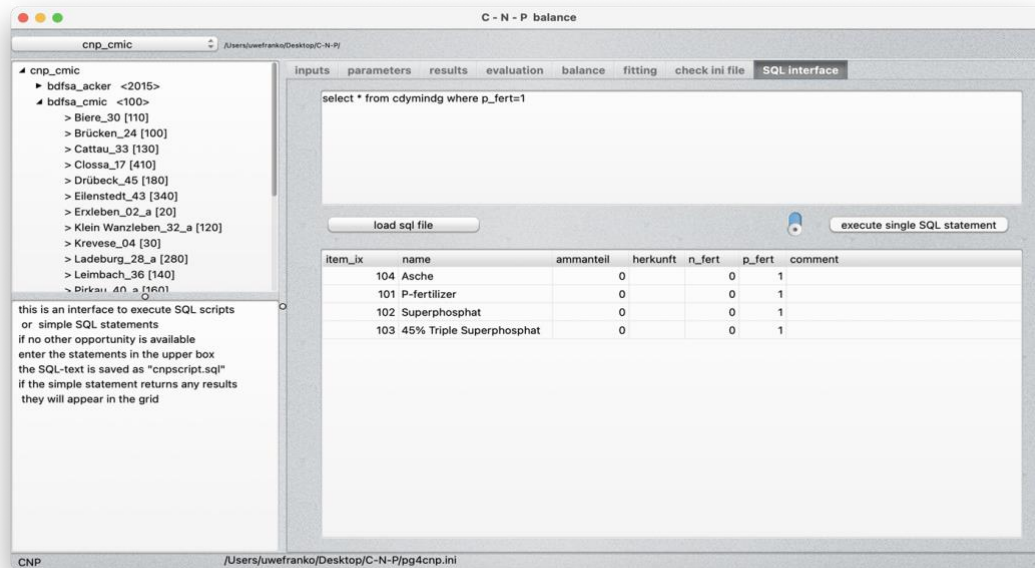 C - N - P balance
cnp_cmic
/Users/uwefranko/Desktop/C-N-P/
cnp_cmic
bdfsa_acker <2015>
bdfsa_cmic <100>
> Biere_30 [110]
> Brücken_24 [100]
> Cattau_33 [130]
> Clossa_17 [410]
> Drübeck_45 [180]
> Eilenstedt_43 [340]
> Erxleben_02_a [20]
> Klein Wanzleben_32_a [120]
> Krevese_04 [30]
> Ladeburg_28_a [280]
> Leimbach_36 [140]
> Pirkau_40_a [160]
this is an interface to execute SQL scripts
or simple SQL statements
if no other opportunity is available
enter the statements in the upper box
the SQL-text is saved as "cnpscript.sql"
if the simple statement returns any results
they will appear in the grid
inputs parameters results evaluation balance fitting check ini file SQL interface
select * from cdymindg where p_fert=1
load sql file execute single SQL statement
item_ix name ammanteil herkunft n_fert p_fert comment
104 Asche 0 0 1
101 P-fertilizer 0 0 1
102 Superphosphat 0 0 1
103 45% Triple Superphosphat 0 0 1
CNP /Users/uwefranko/Desktop/C-N-P/pg4cnp.ini